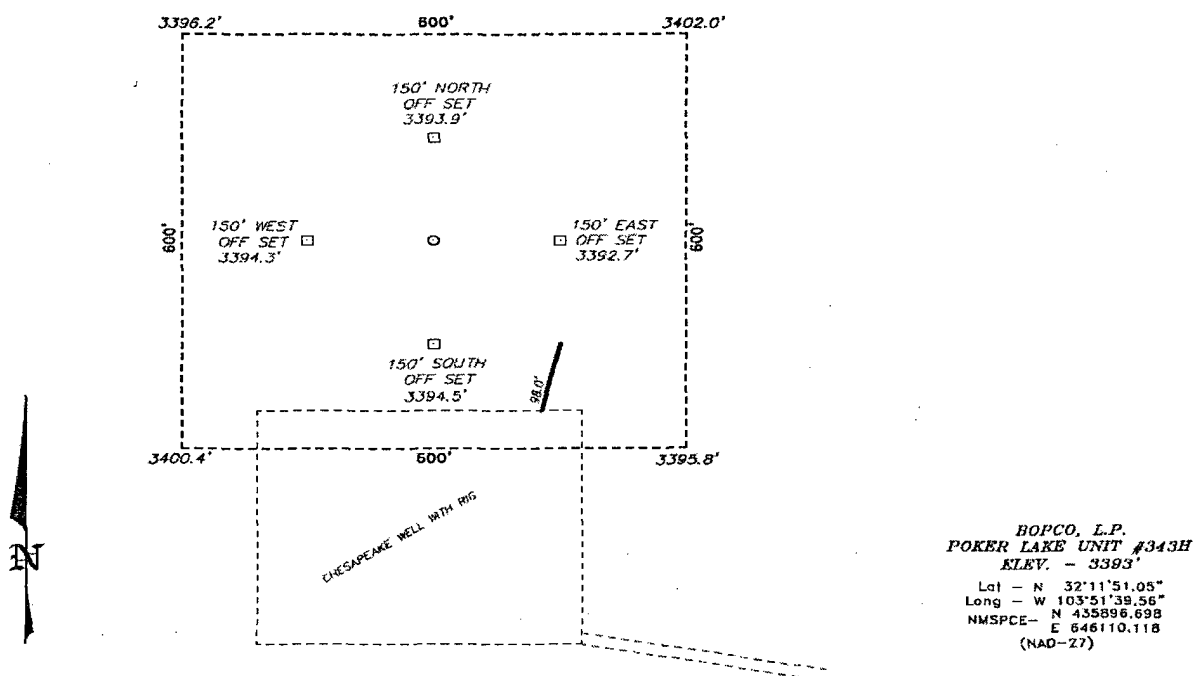 3396.2' 600' 3402.0'
150' NORTH
OFF SET
3393.9'
600'
150' WEST
OFF SET
3394.3'
150' EAST
OFF SET
3392.7'
600'
150' SOUTH
OFF SET
3394.5'
98.0'
3400.4' 600' 3395.8'
CHESAPEAKE WELL WITH RIG
N
BOPCO, L.P.
POKER LAKE UNIT #343H
ELEV. - 3393'
Lat - N 32°11'51.05"
Long - W 103°51'39.56"
NMSPCE- N 435896.698
E 646110.118
(NAD-27)